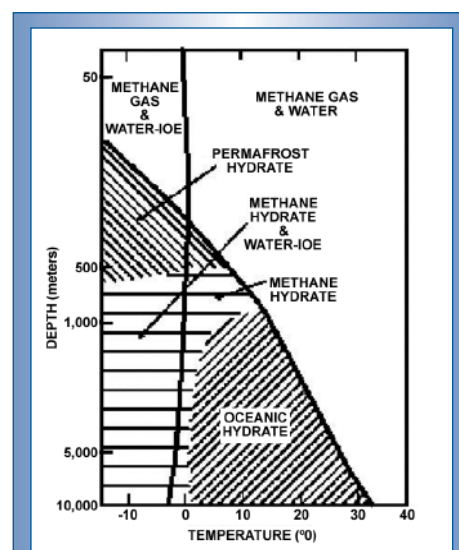 50
METHANE
GAS
&
WATER-IOE
METHANE GAS
& WATER
PERMAFROST
HYDRATE
METHANE
HYDRATE
&
WATER-IOE
500
METHANE
HYDRATE
DEPTH (meters)
1,000
OCEANIC
HYDRATE
5,000
10,000
-10 0 10 20 30 40
TEMPERATURE (º0)